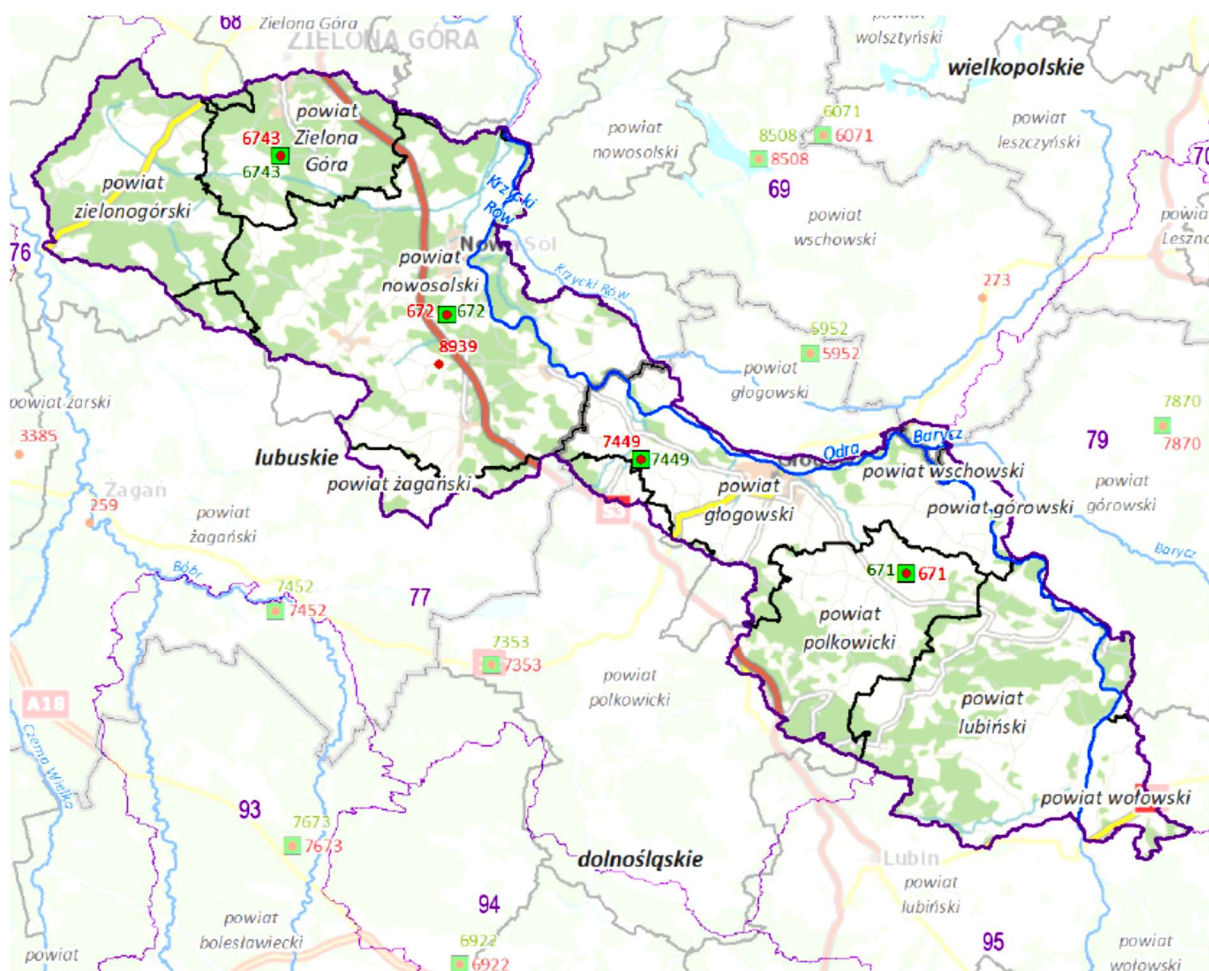 68
Zielona Góra
ZIELONA GÓRA
powiat
wolsztyński
wielkopolskie
powiat
Zielona
Góra
6743
6743
powiat
nowosolski
6071
8508
6071
8508
69
powiat
leszczyński
70
powiat
zielonogórski
Krzycki
Rów
powiat
wschowski
76
Nowa Sól
powiat
nowosolski
Krzycki Rów
273
672
672
8939
5952
5952
powiat
głogowski
powiat żarski
3385
lubuskie
7449
7449
Odra
Barycz
79
7870
7870
powiat żagański
Żagań
259
powiat
żagański
S3
powiat
głogowski
powiat wschowski
powiat górowski
powiat
górowski
Barycz
Bóbr
7452
7452
77
671
671
powiat
polkowicki
7353
7353
powiat
polkowicki
powiat
lubiński
A18
Czerna Wielka
93
7673
7673
powiat wołowski
dolnośląskie
Lubin
powiat
lubiński
94
powiat
bolesławiecki
6922
6922
95
powiat
powiat
wołowski